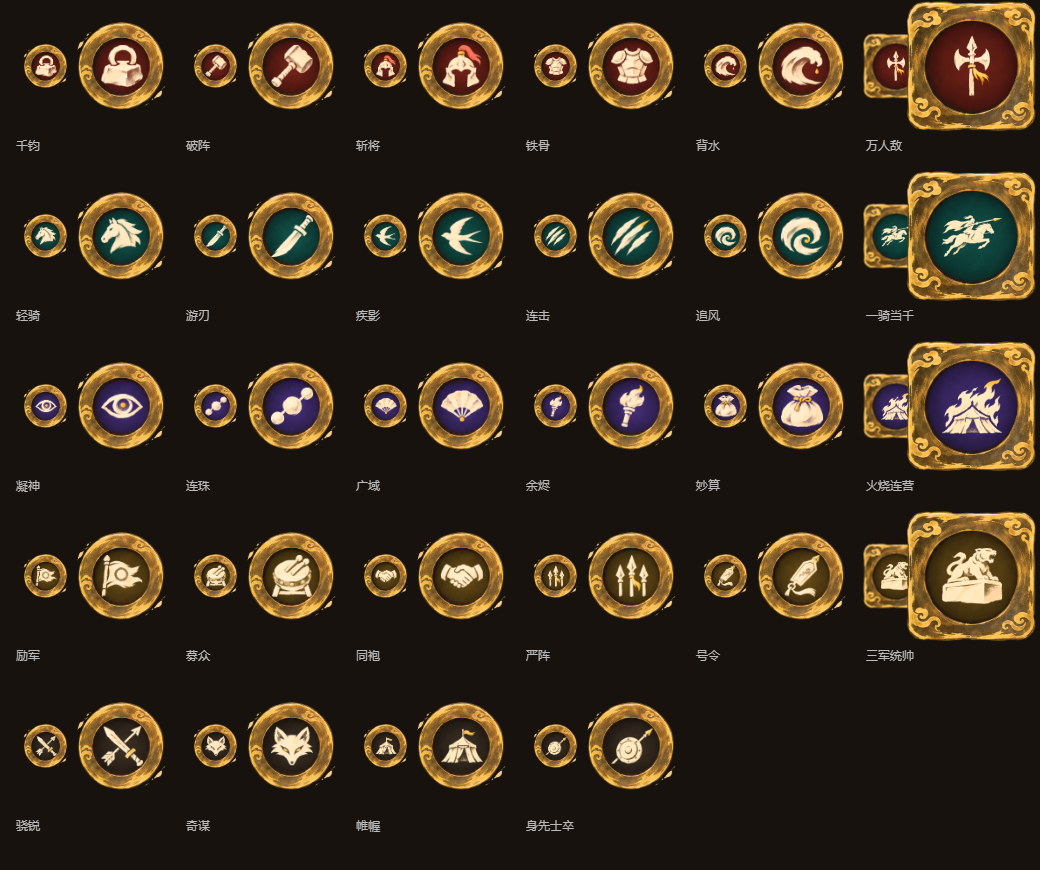 千钧 破阵 斩将 铁骨 背水 万人敌
轻骑 游刃 疾影 连击 追风 一骑当千
凝神 连珠 广域 余烬 妙算 火烧连营
励军 募众 同袍 严阵 号令 三军统帅
骁锐 奇谋 帷幄 身先士卒